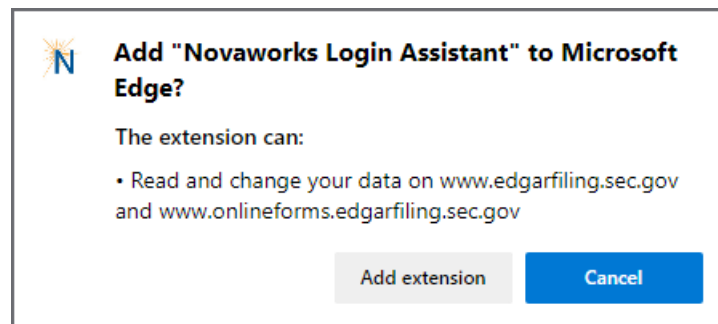 N
Add "Novaworks Login Assistant" to Microsoft
Edge?
The extension can:
• Read and change your data on www.edgarfiling.sec.gov
and www.onlineforms.edgarfiling.sec.gov
Add extension
Cancel